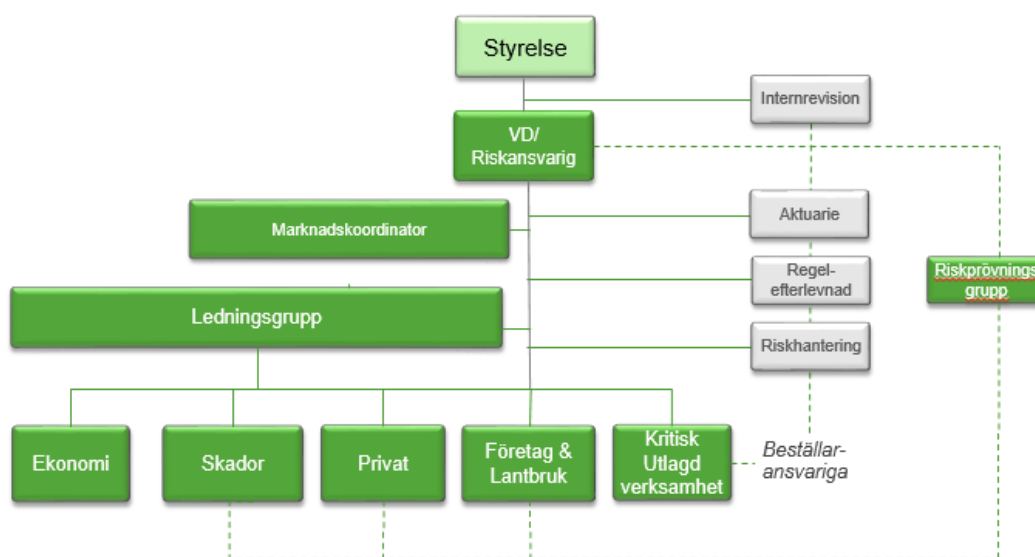 Styrelse
Internrevision
VD/
Riskansvarig
Aktuarie
Marknadskoordinator
Regel-
efterlevnad
Riskprövnings
grupp
Ledningsgrupp
Riskhantering
Ekonomi
Skador
Privat
Företag &
Lantbruk
Kritisk
Utlagd
verksamhet
Beställar-
ansvariga